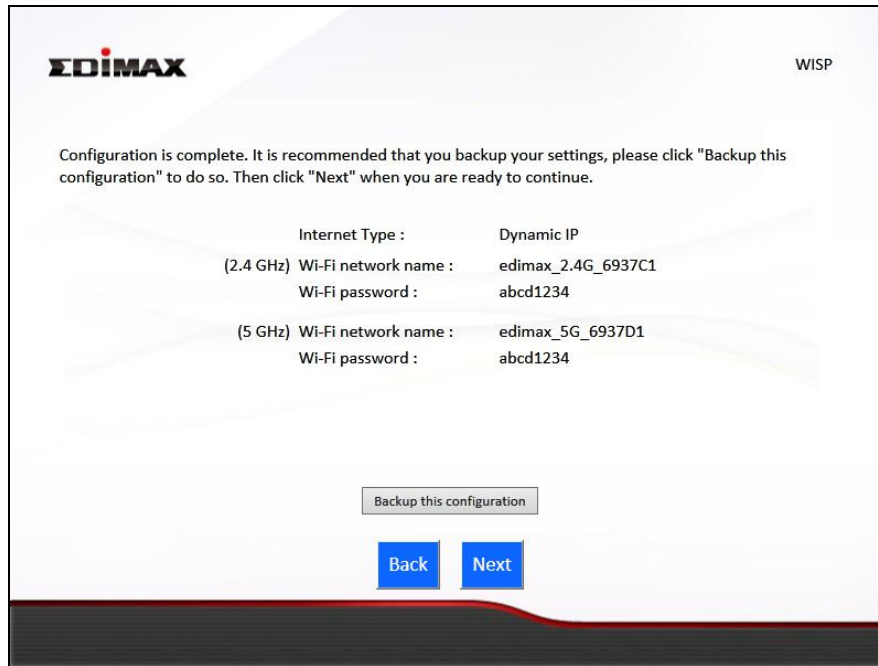 EDIMAX
WISP
Configuration is complete. It is recommended that you backup your settings, please click "Backup this
configuration" to do so. Then click "Next" when you are ready to continue.
Internet Type : Dynamic IP
(2.4 GHz) Wi-Fi network name : edimax_2.4G_6937C1
Wi-Fi password : abcd1234
(5 GHz) Wi-Fi network name : edimax_5G_6937D1
Wi-Fi password : abcd1234
Backup this configuration
Back Next